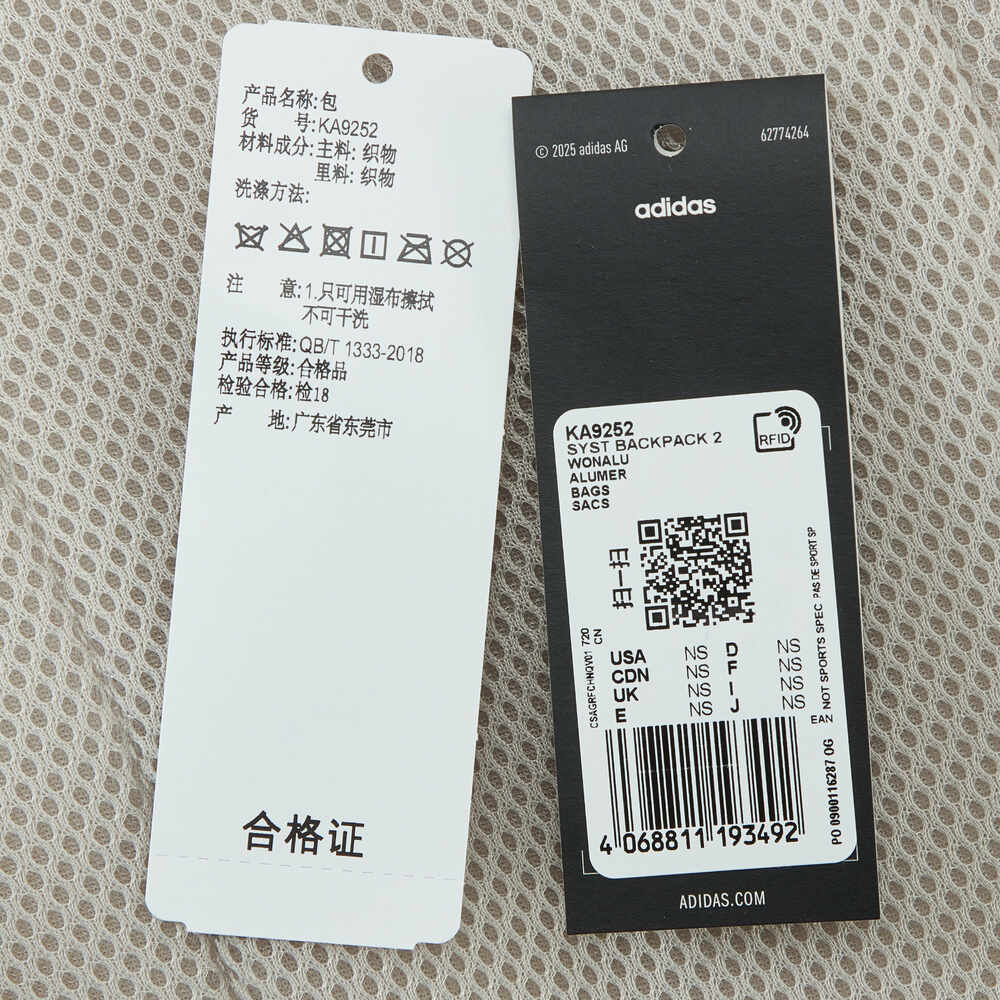 产品名称:包
货 号:KA9252
材料成分:主料: 织物
里料: 织物
洗涤方法:
注 意:1.只可用湿布擦拭
不可干洗
执行标准:QB/T 1333-2018
产品等级:合格品
检验合格:检18
产 地:广东省东莞市
合格证
© 2025 adidas AG
62774264
adidas
KA9252
SYST BACKPACK 2
WONALU
ALUMER
BAGS
SACS
RFID
扫一扫
CSAGRFCHNQV01 720
CN
USA NS D NS
CDN NS F NS
UK NS I NS
E NS J NS
EAN NOT SPORTS SPEC PAS DE SPORT SP
4 068811 193492
PO 0900116287 OG
ADIDAS.COM